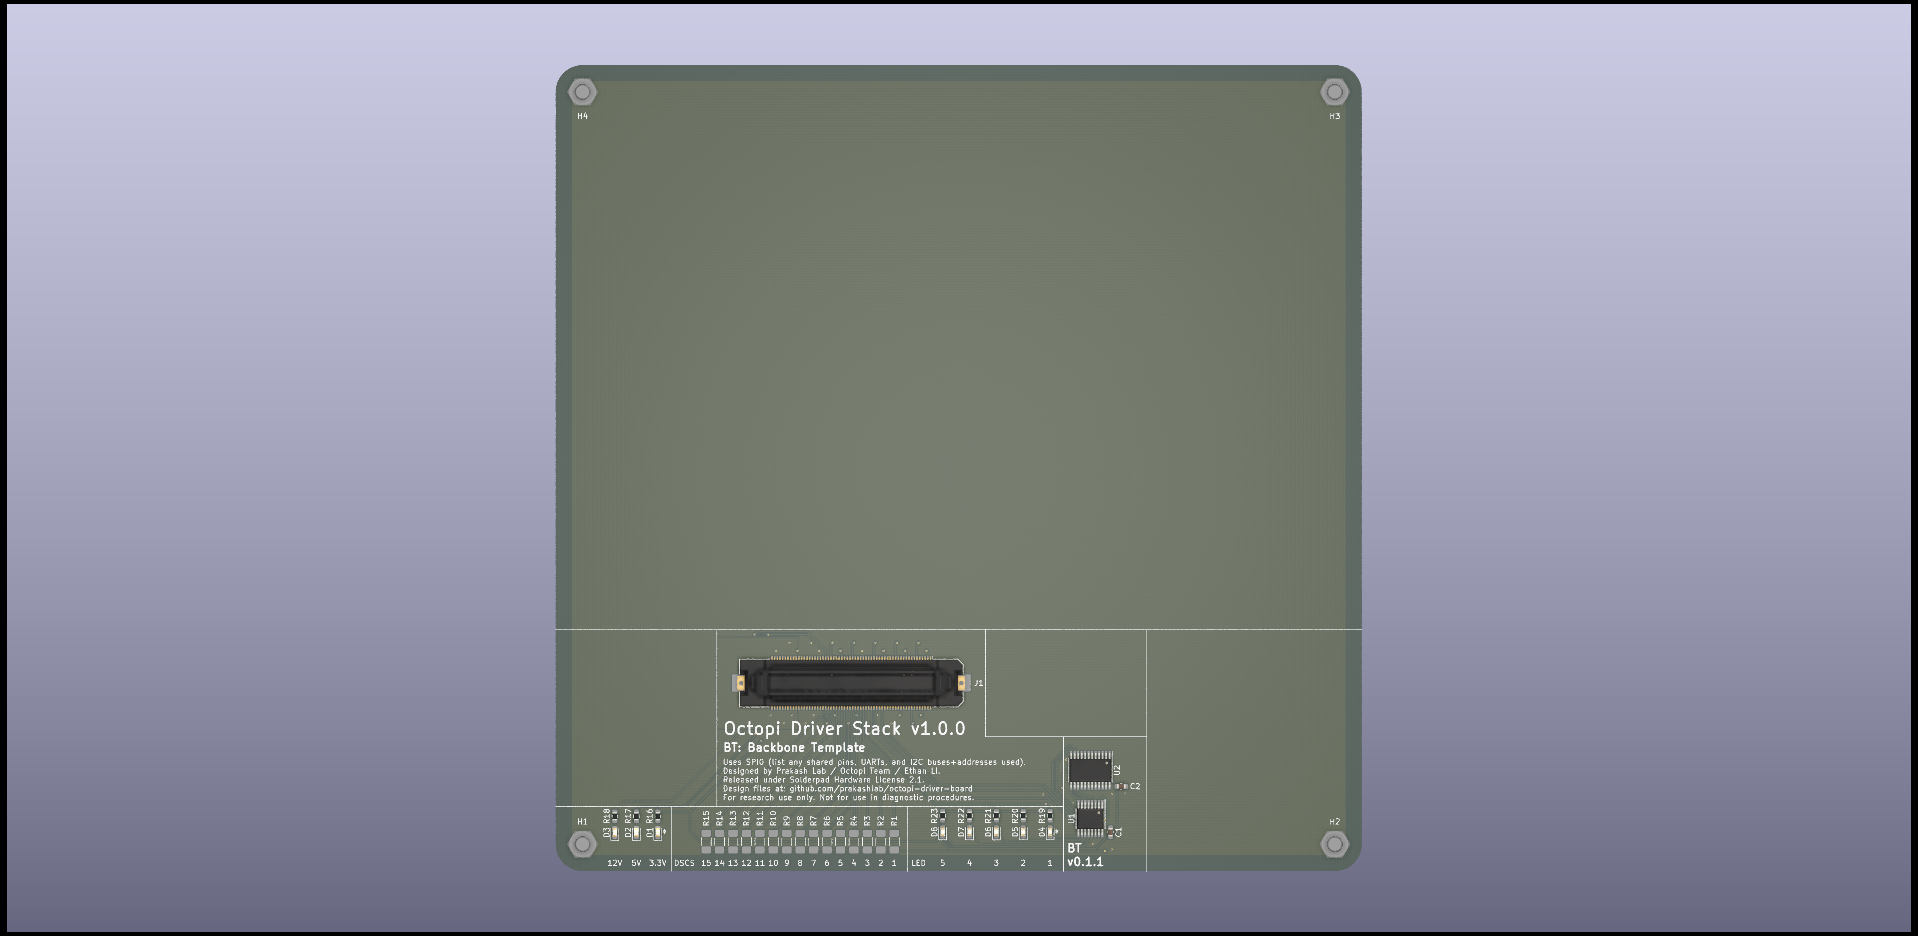 H4
H3
J1
Octopi Driver Stack v1.0.0
BT: Backbone Template
Uses SPI0 (list any shared pins, UARTs, and I2C buses+addresses used).
Designed by Prakash Lab / Octopi Team / Ethan Li.
Released under Solderpad Hardware License 2.1.
Design files at: github.com/prakashlab/octopi-driver-board
For research use only. Not for use in diagnostic procedures.
U2
C2
H1
R18 R17 R16
D3 D2 D1
R15 R14 R13 R12 R11 R10 R9 R8 R7 R6 R5 R4 R3 R2 R1
R23 R22 R21 R20 R19
D8 D7 D6 D5 D4
U1
C1
H2
BT
v0.1.1
12V 5V 3.3V
DSCS 15 14 13 12 11 10 9 8 7 6 5 4 3 2 1
LED 5 4 3 2 1